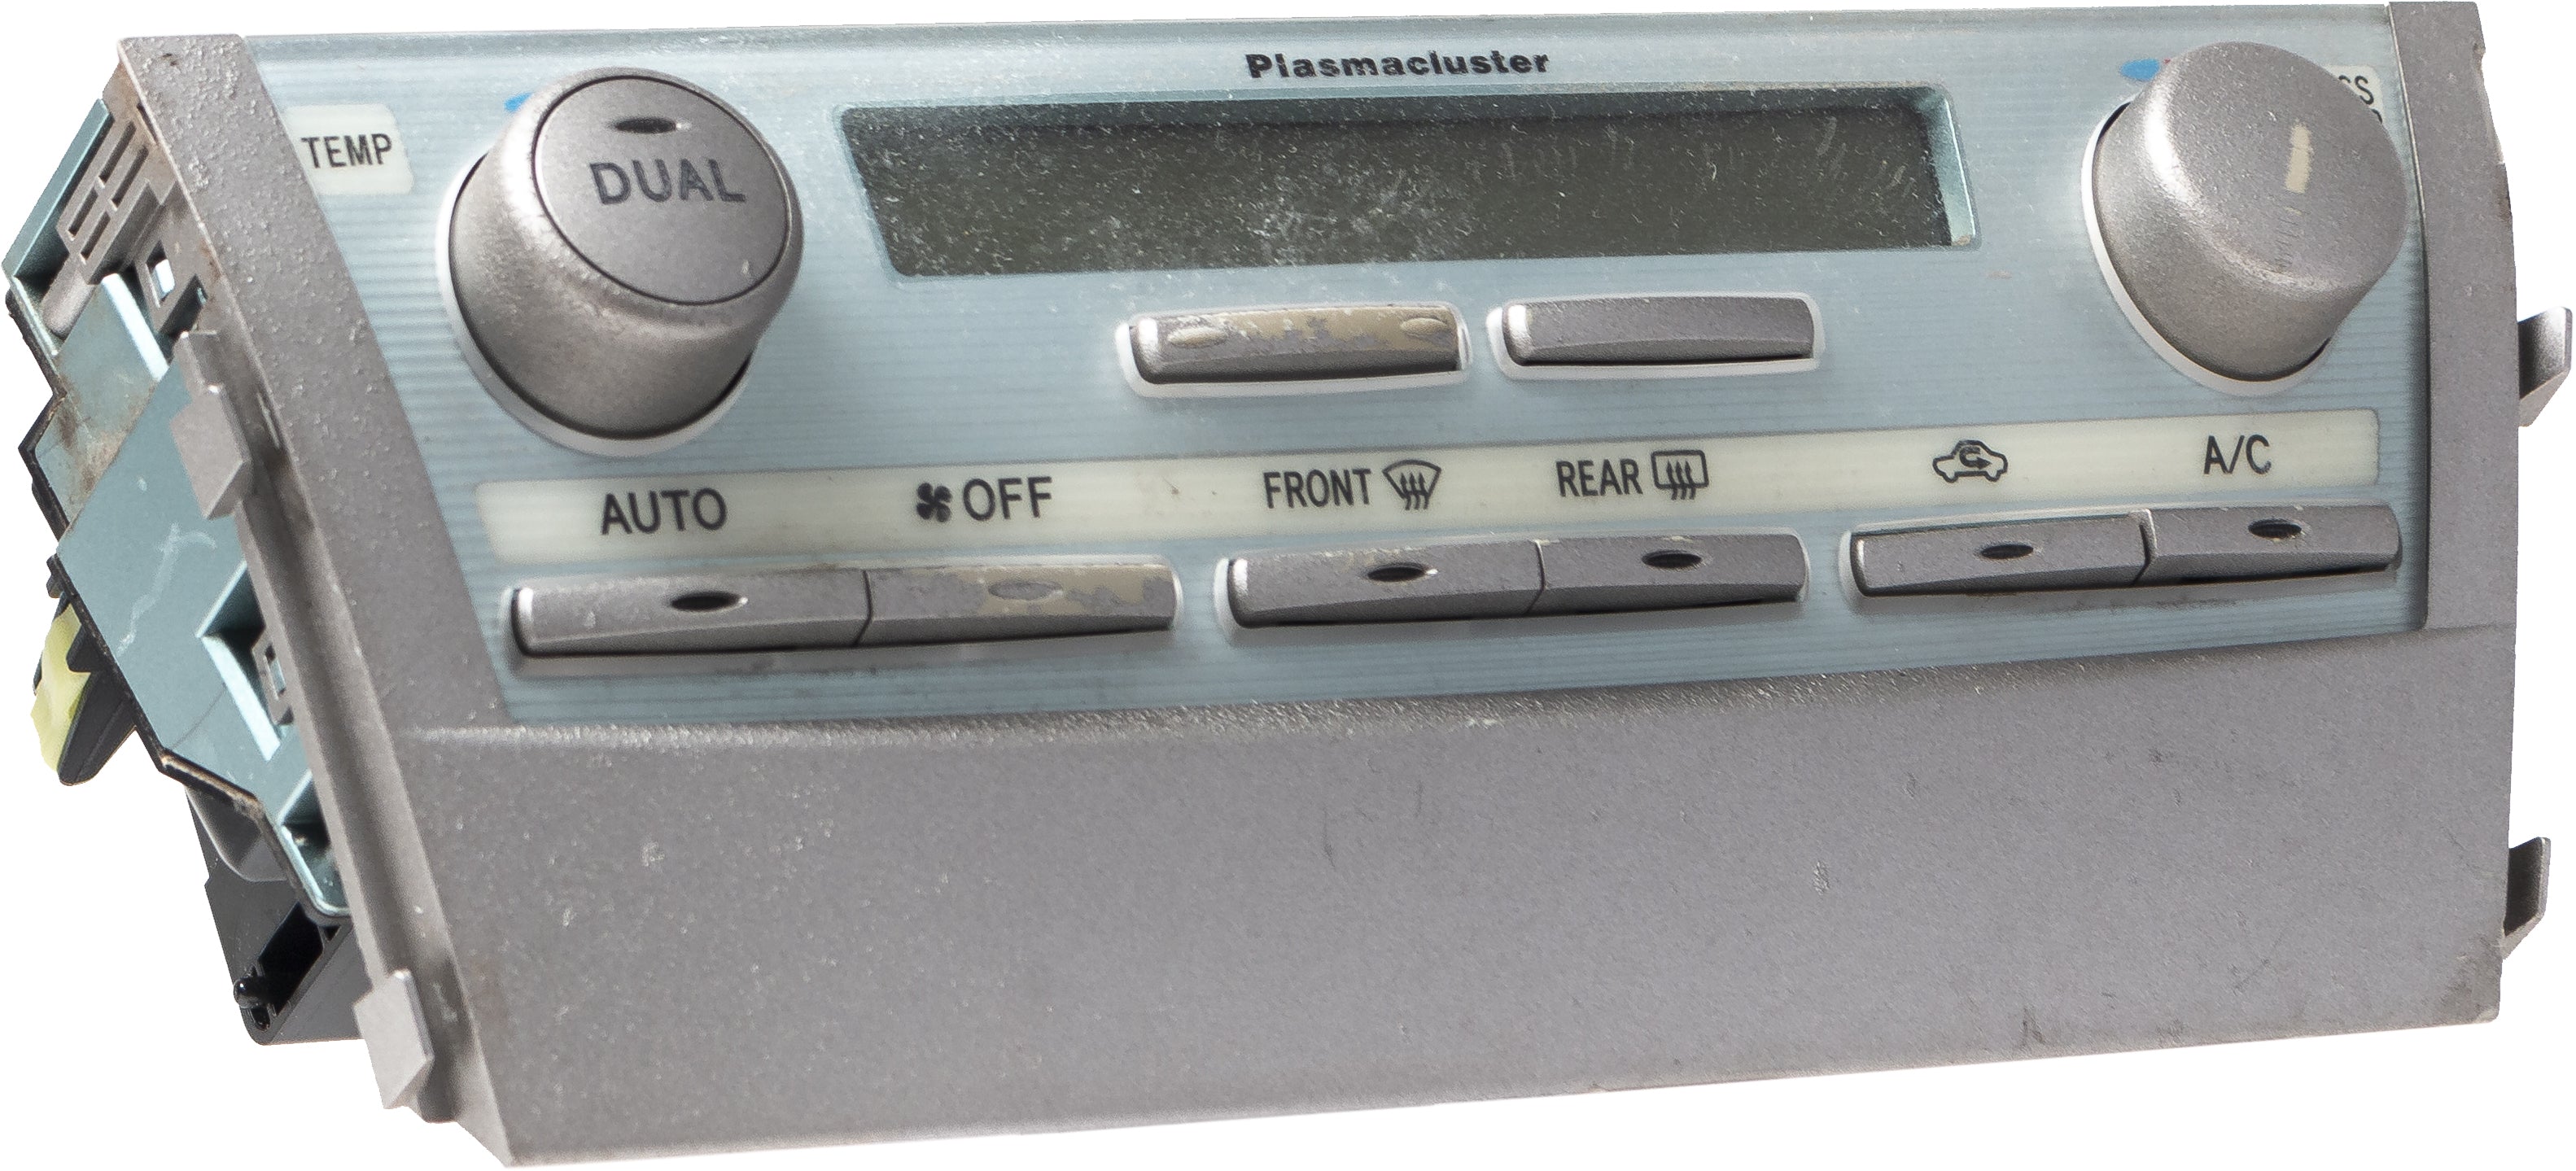 Plasmacluster
TEMP
DUAL
AUTO
OFF
FRONT
REAR
A/C